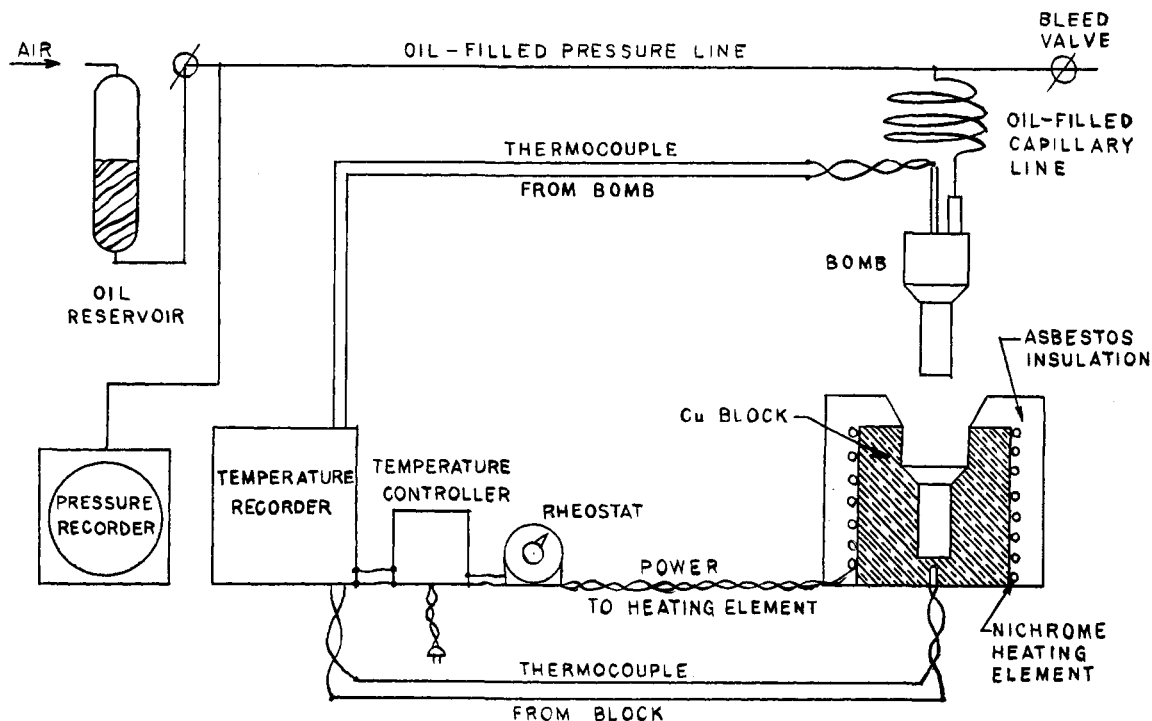 AIR
OIL-FILLED PRESSURE LINE
BLEED
VALVE
OIL-FILLED
CAPILLARY
LINE
THERMOCOUPLE
FROM BOMB
BOMB
OIL
RESERVOIR
ASBESTOS
INSULATION
Cu BLOCK
TEMPERATURE
RECORDER
TEMPERATURE
CONTROLLER
RHEOSTAT
PRESSURE
RECORDER
POWER
TO HEATING ELEMENT
NICHROME
HEATING
ELEMENT
THERMOCOUPLE
FROM BLOCK